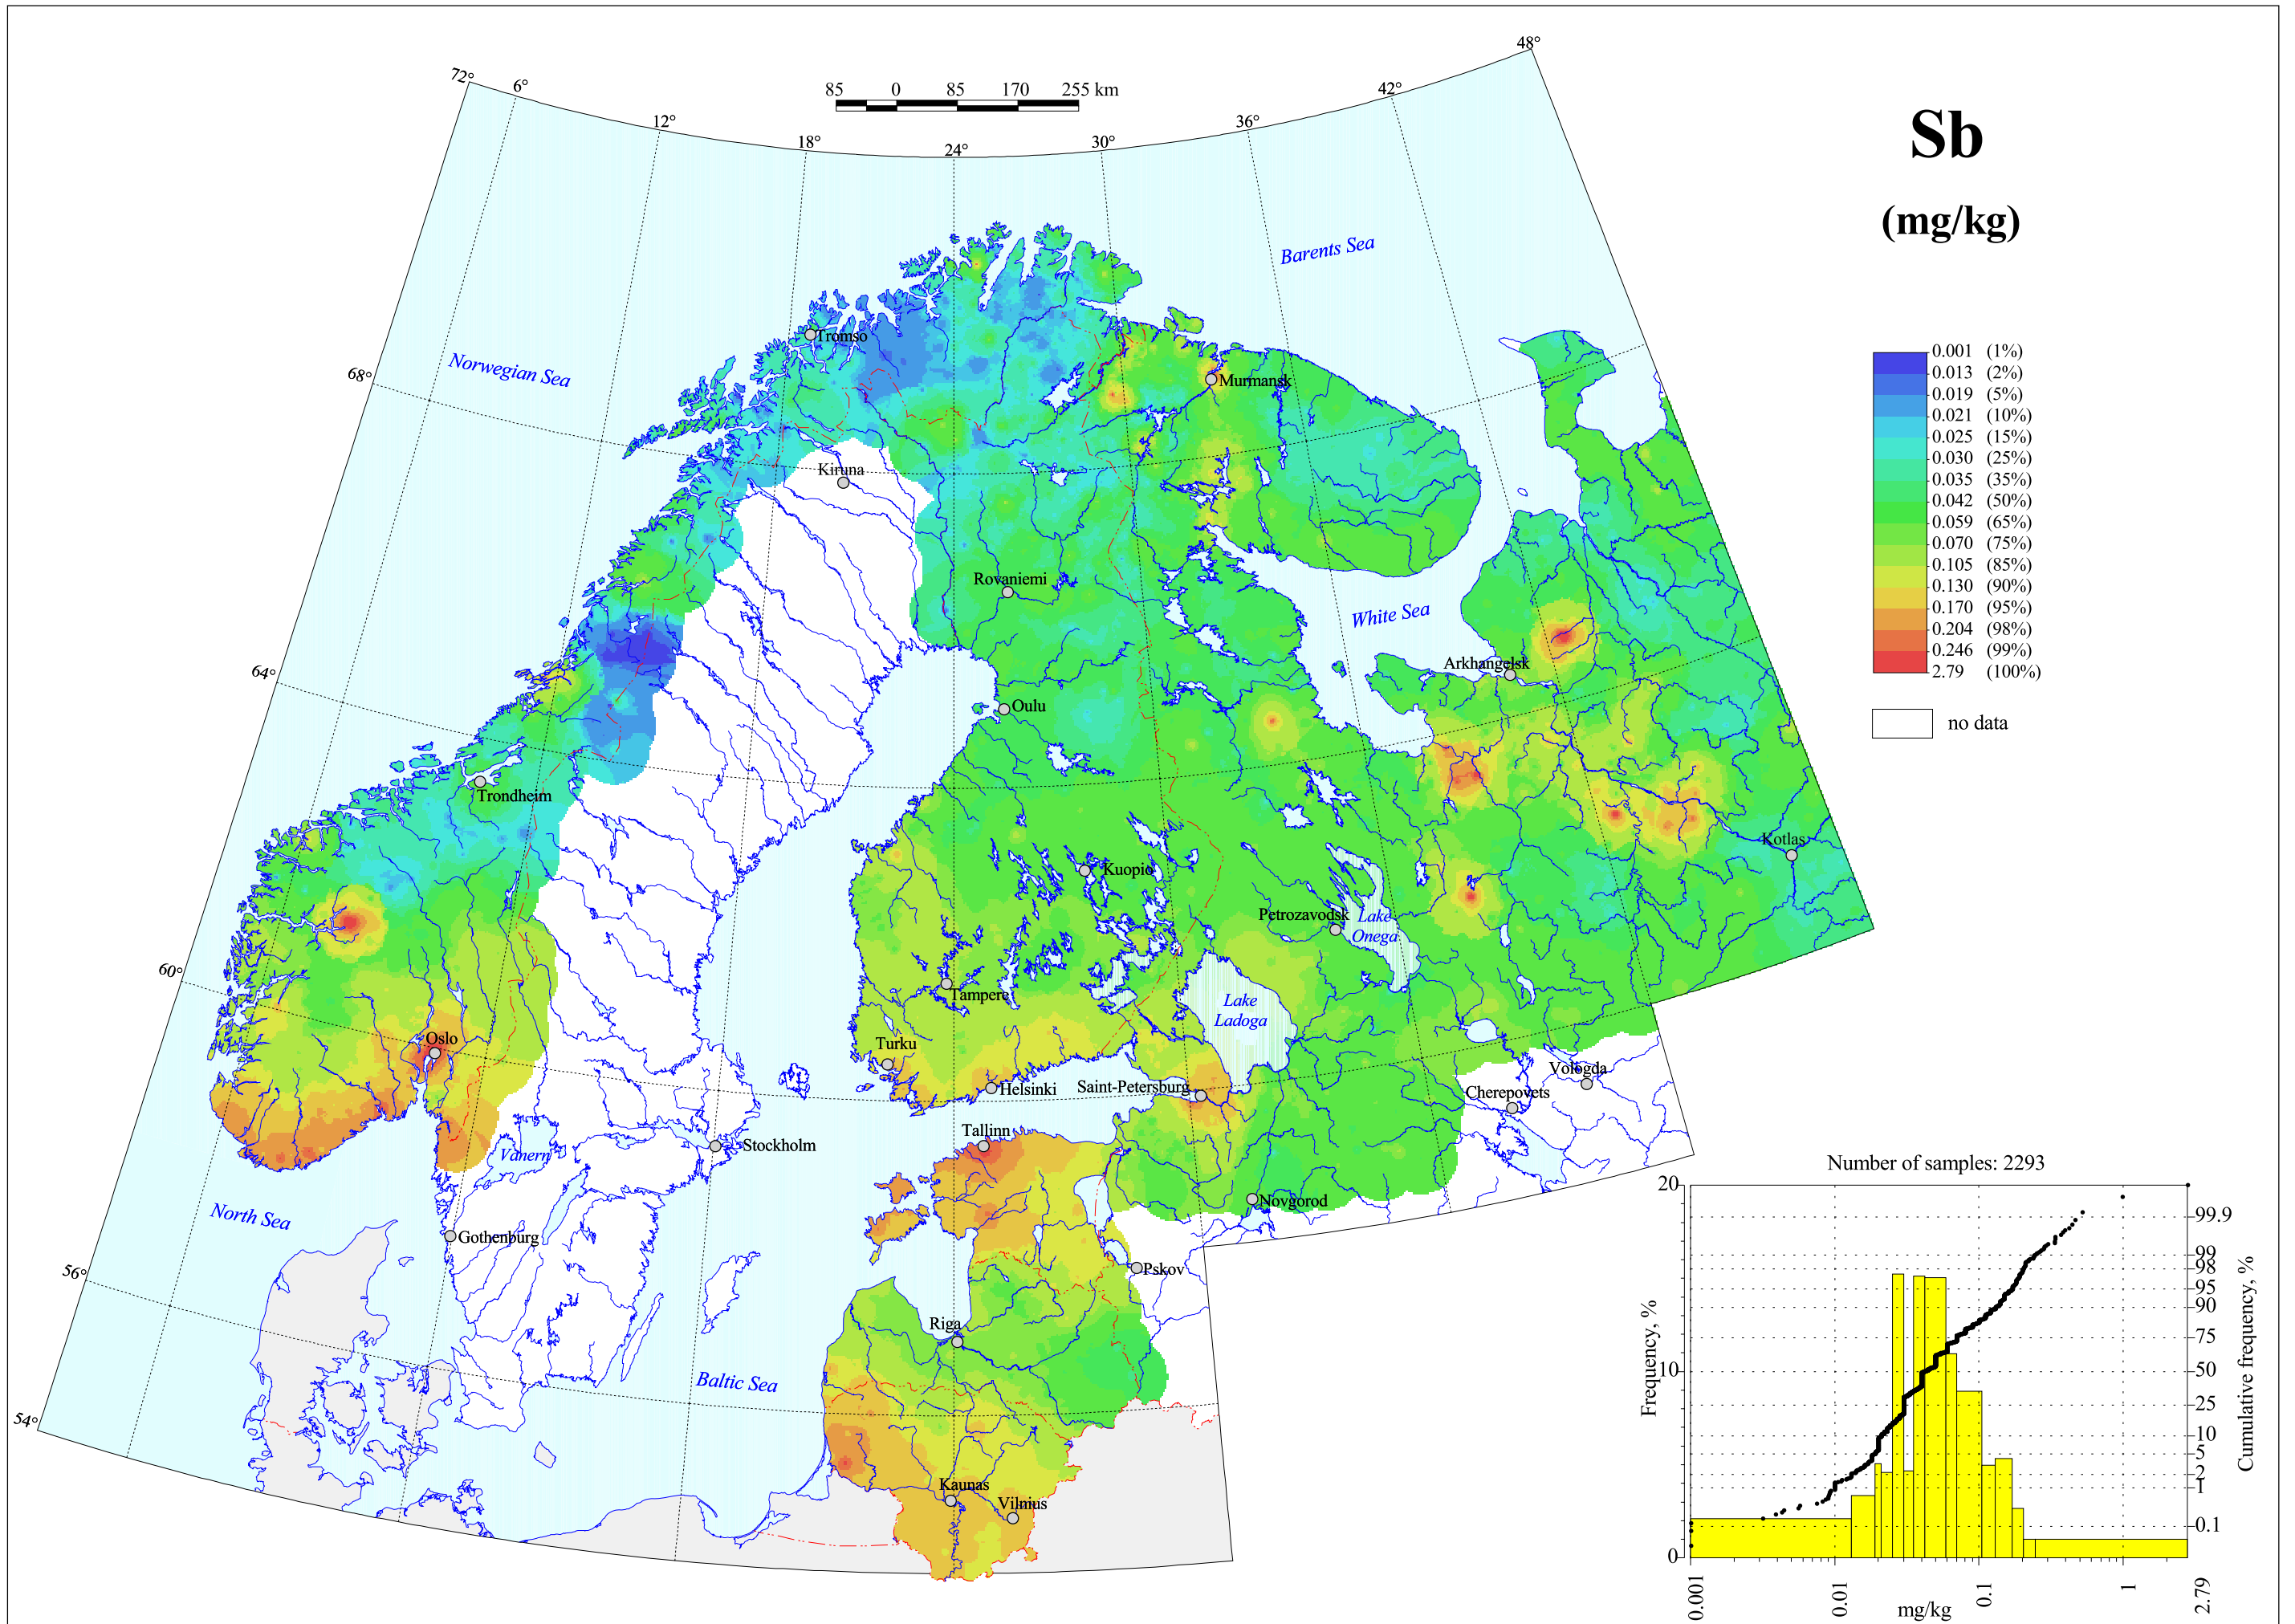 Sb
(mg/kg)
85 0 85 170 255 km
72° 6° 12° 18° 24° 30° 36° 42° 48°
68°
64°
60°
56°
54°
Barents Sea
Norwegian Sea
Tromso
Murmansk
Kiruna
Rovaniemi
White Sea
Arkhangelsk
Oulu
Trondheim
Kotlas
Kuopio
Petrozavodsk
Lake
Onega
Tampere
Lake
Ladoga
Oslo
Turku
Helsinki
Saint-Petersburg
Vologda
Cherepovets
Stockholm
Tallinn
Vanern
Novgorod
North Sea
Gothenburg
Pskov
Riga
Baltic Sea
Kaunas
Vilnius
0.001 (1%)
0.013 (2%)
0.019 (5%)
0.021 (10%)
0.025 (15%)
0.030 (25%)
0.035 (35%)
0.042 (50%)
0.059 (65%)
0.070 (75%)
0.105 (85%)
0.130 (90%)
0.170 (95%)
0.204 (98%)
0.246 (99%)
2.79 (100%)
no data
Number of samples: 2293
Frequency, %
20
10
0
Cumulative frequency, %
99.9
99
98
95
90
75
50
25
10
5
2
1
0.1
0.001 0.01 0.1 1 2.79
mg/kg